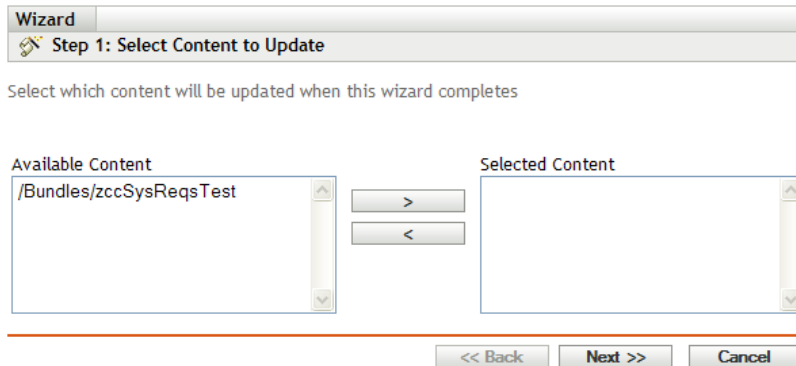 Wizard
Step 1: Select Content to Update
Select which content will be updated when this wizard completes
Available Content
Selected Content
/Bundles/zccSysReqsTest
>
<
<< Back
Next >>
Cancel